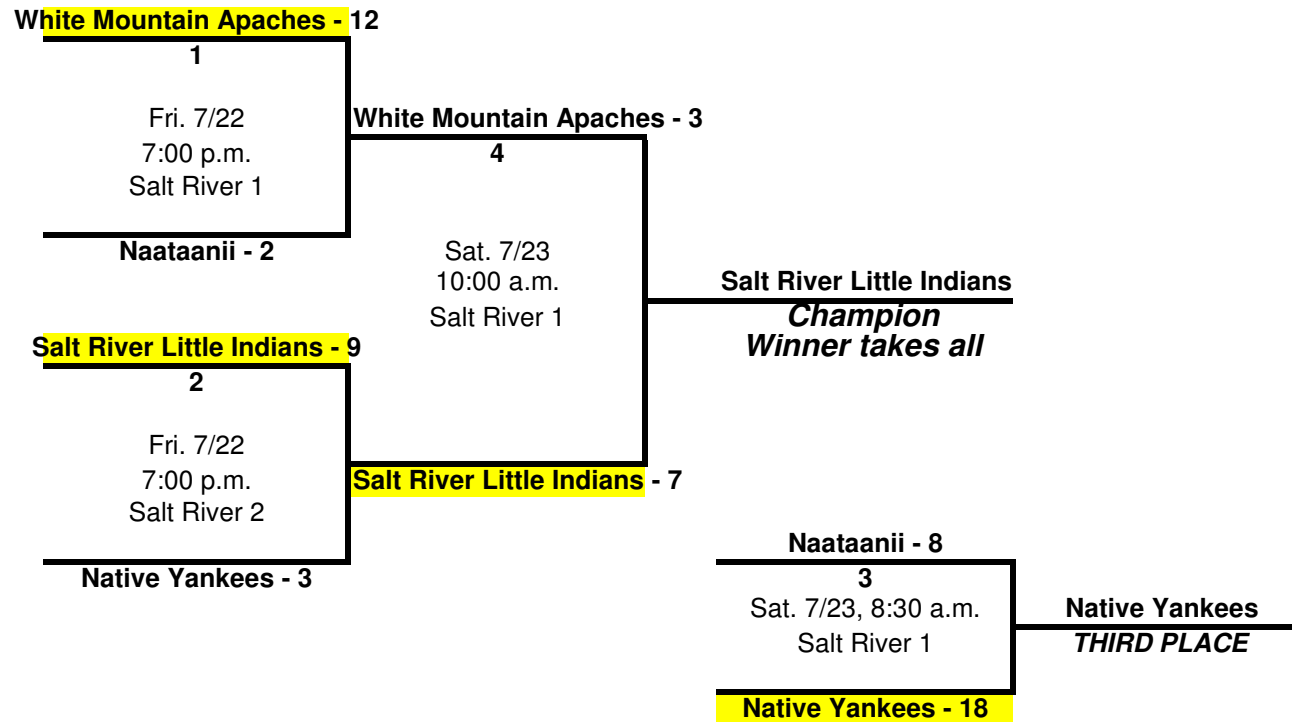 White Mountain Apaches - 12
1
Fri. 7/22
7:00 p.m.
Salt River 1
Naataanii - 2
White Mountain Apaches - 3
4
Sat. 7/23
10:00 a.m.
Salt River 1
Salt River Little Indians
Champion
Winner takes all
Salt River Little Indians - 9
2
Fri. 7/22
7:00 p.m.
Salt River 2
Native Yankees - 3
Salt River Little Indians - 7
Naataanii - 8
3
Sat. 7/23, 8:30 a.m.
Salt River 1
Native Yankees - 18
Native Yankees
THIRD PLACE